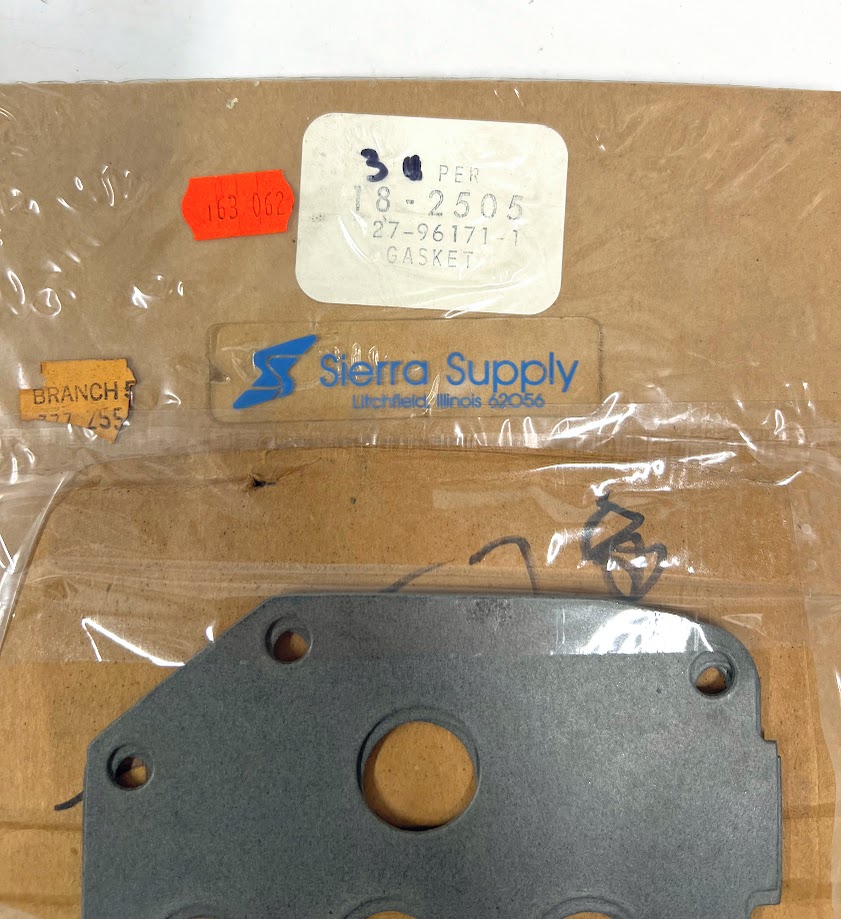 3 PER
18-2505
27-96171-1
GASKET
163 062
Sierra Supply
Litchfield, Illinois 62056
BRANCH